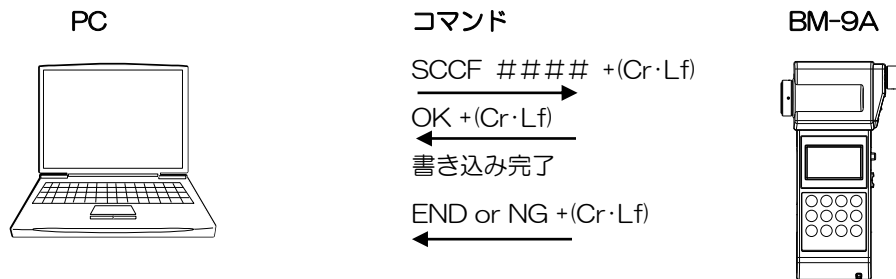 PC
コマンド
BM-9A
SCCF ＃＃＃＃ +(Cr･Lf)
OK +(Cr･Lf)
書き込み完了
END or NG +(Cr･Lf)